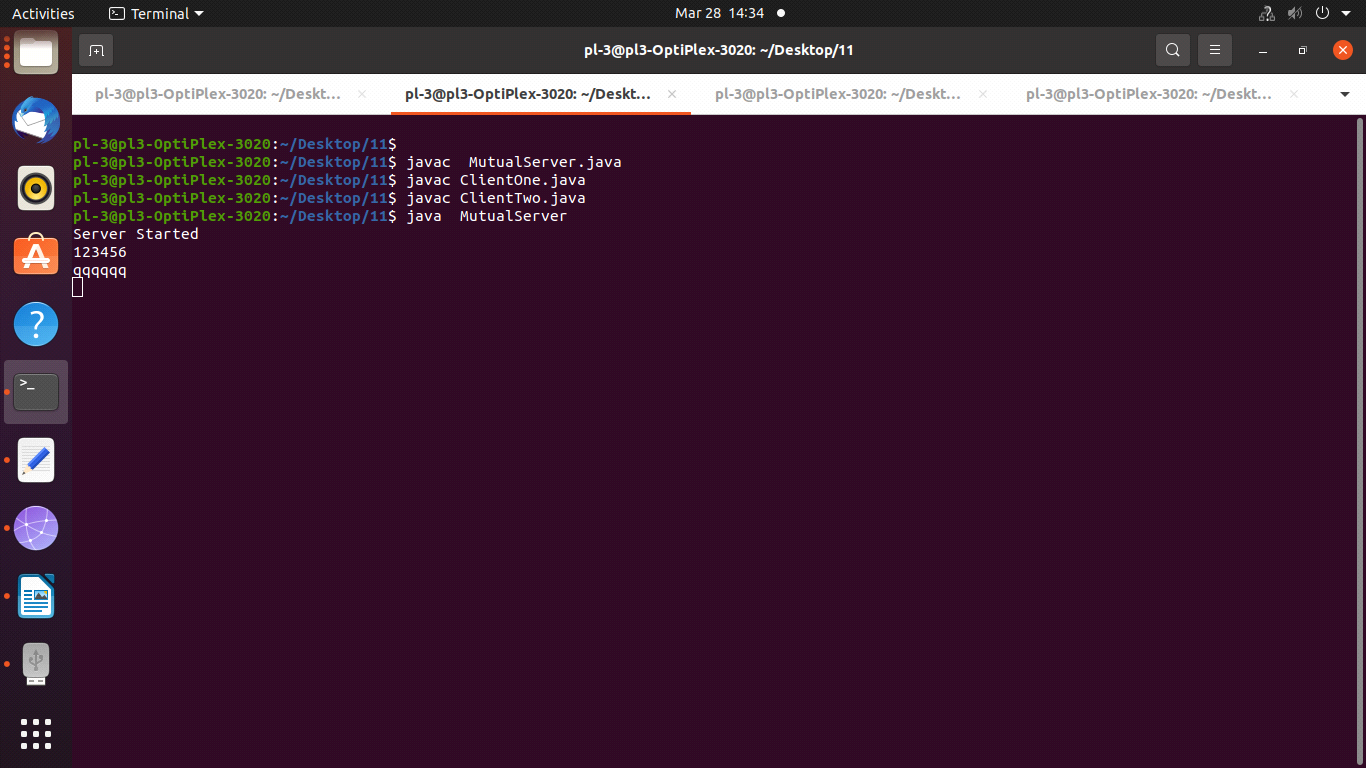 Activities
Terminal
Mar 28 14:34
pl-3@pl3-OptiPlex-3020: ~/Desktop/11
pl-3@pl3-OptiPlex-3020: ~/Deskt...
pl-3@pl3-OptiPlex-3020: ~/Deskt...
pl-3@pl3-OptiPlex-3020: ~/Deskt...
pl-3@pl3-OptiPlex-3020: ~/Deskt...
pl-3@pl3-OptiPlex-3020:~/Desktop/11$
pl-3@pl3-OptiPlex-3020:~/Desktop/11$ javac  MutualServer.java
pl-3@pl3-OptiPlex-3020:~/Desktop/11$ javac ClientOne.java
pl-3@pl3-OptiPlex-3020:~/Desktop/11$ javac ClientTwo.java
pl-3@pl3-OptiPlex-3020:~/Desktop/11$ java  MutualServer
Server Started
123456
qqqqqq